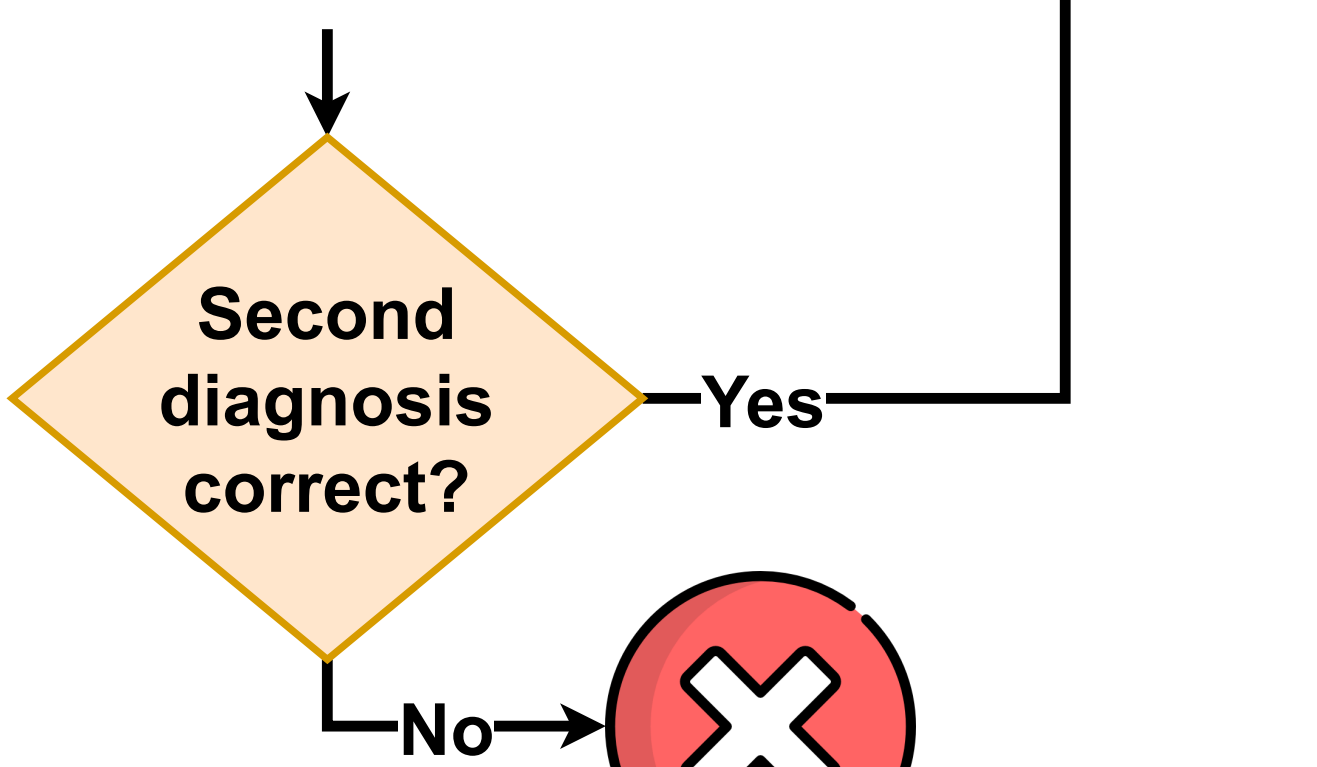 Second
diagnosis
correct?
Yes
No